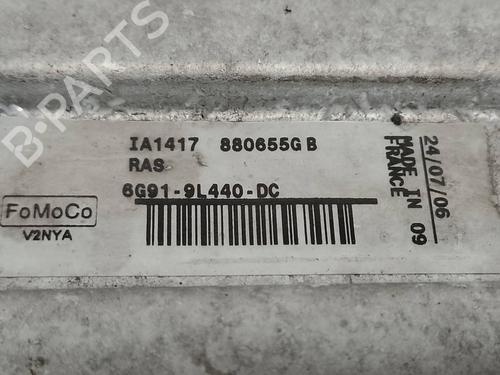 B-PARTS
IA1417 880655G B
RAS
6G91-9L440-DC
FoMoCo
V2NYA
24/07/06
MADE IN 09
FRANCE